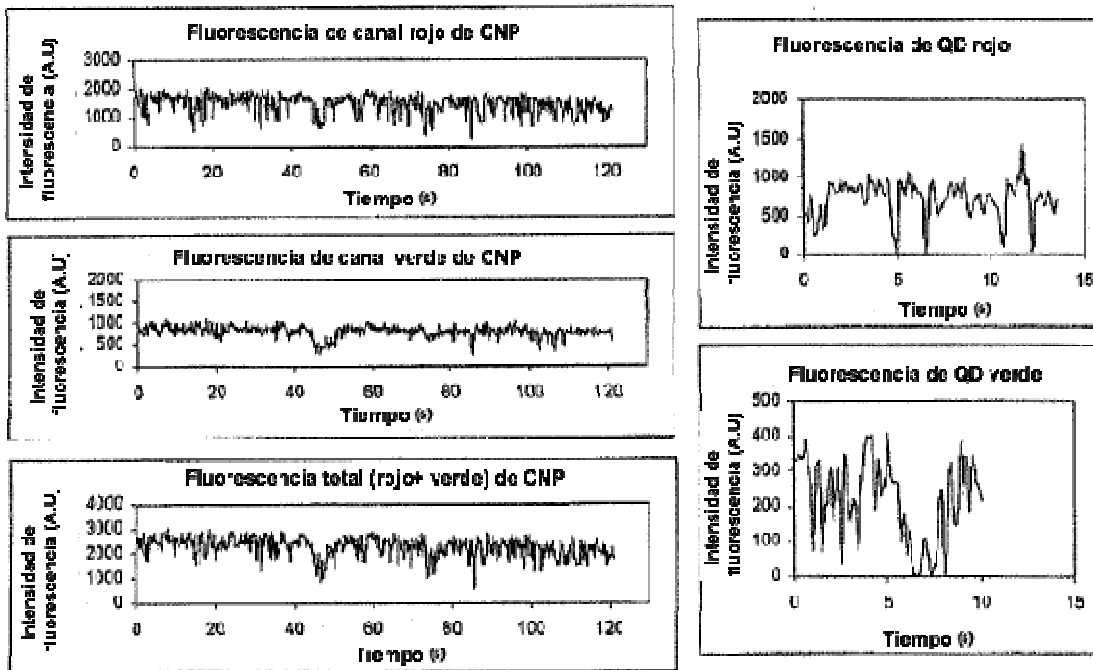 Fluorescencia de canal rojo de CNP
Intensidad de
fluorescencia (A.U)
3000
2000
1000
0
0 20 40 60 80 100 120
Tiempo (s)
Fluorescencia de canal verde de CNP
Intensidad de
fluorescencia (A.U)
2000
1500
1000
500
0
0 20 40 60 80 100 120
Tiempo (s)
Fluorescencia total (rojo+ verde) de CNP
Intensidad de
fluorescencia (A.U)
4000
3000
2000
1000
0
0 20 40 60 80 100 120
Tiempo (s)
Fluorescencia de QD rojo
Intensidad de
fluorescencia (A.U)
2000
1500
1000
500
0
0 5 10 15
Tiempo (s)
Fluorescencia de QD verde
Intensidad de
fluorescencia (A.U)
500
400
300
200
100
0
0 5 10 15
Tiempo (s)